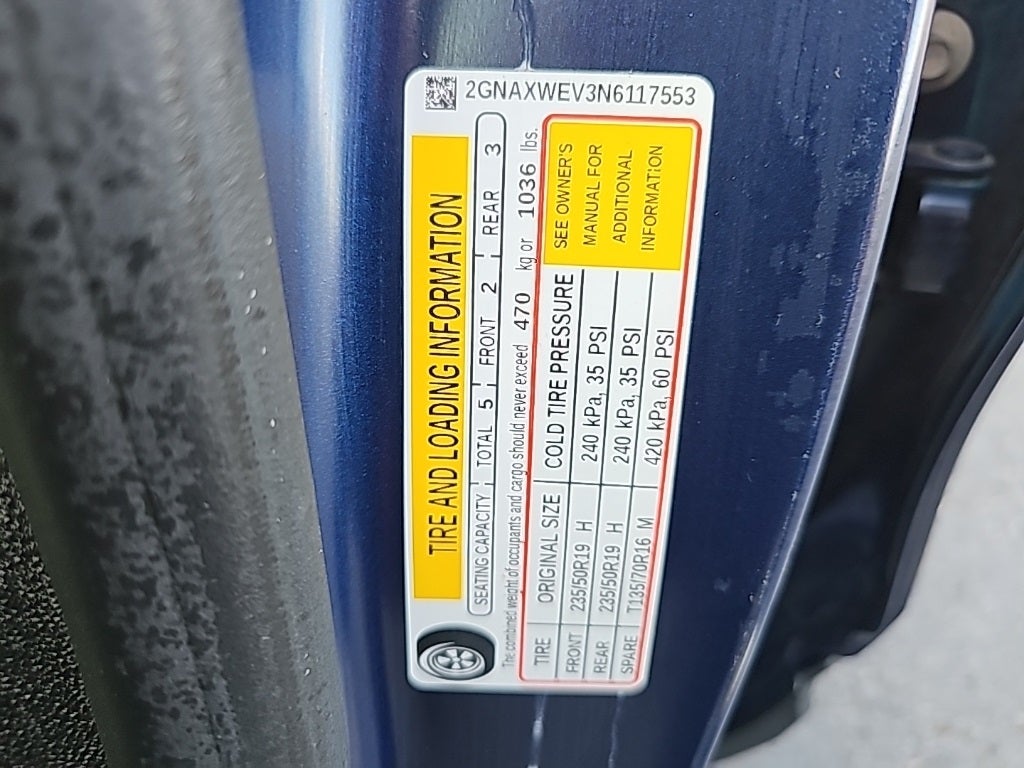 TIRE AND LOADING INFORMATION
SEATING CAPACITY TOTAL 5 FRONT 2 REAR 3
The combined weight of occupants and cargo should never exceed 470 kg or 1036 lbs.
TIRE ORIGINAL SIZE COLD TIRE PRESSURE
FRONT 235/50R19 H 240 kPa, 35 PSI
REAR 235/50R19 H 240 kPa, 35 PSI
SPARE T135/70R16 M 420 kPa, 60 PSI
SEE OWNER'S
MANUAL FOR
ADDITIONAL
INFORMATION
2GNAXWEV3N6117553